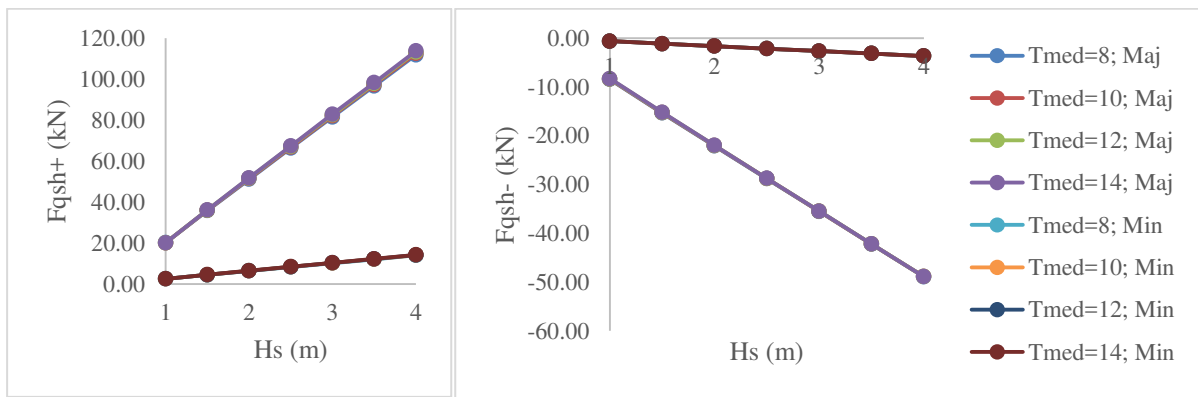 120.00
100.00
80.00
60.00
40.00
20.00
0.00
Fqsh+ (kN)
1
2
3
4
Hs (m)
0.00
-10.00
-20.00
-30.00
-40.00
-50.00
-60.00
Fqsh- (kN)
1
2
3
4
Hs (m)
Tmed=8; Maj
Tmed=10; Maj
Tmed=12; Maj
Tmed=14; Maj
Tmed=8; Min
Tmed=10; Min
Tmed=12; Min
Tmed=14; Min